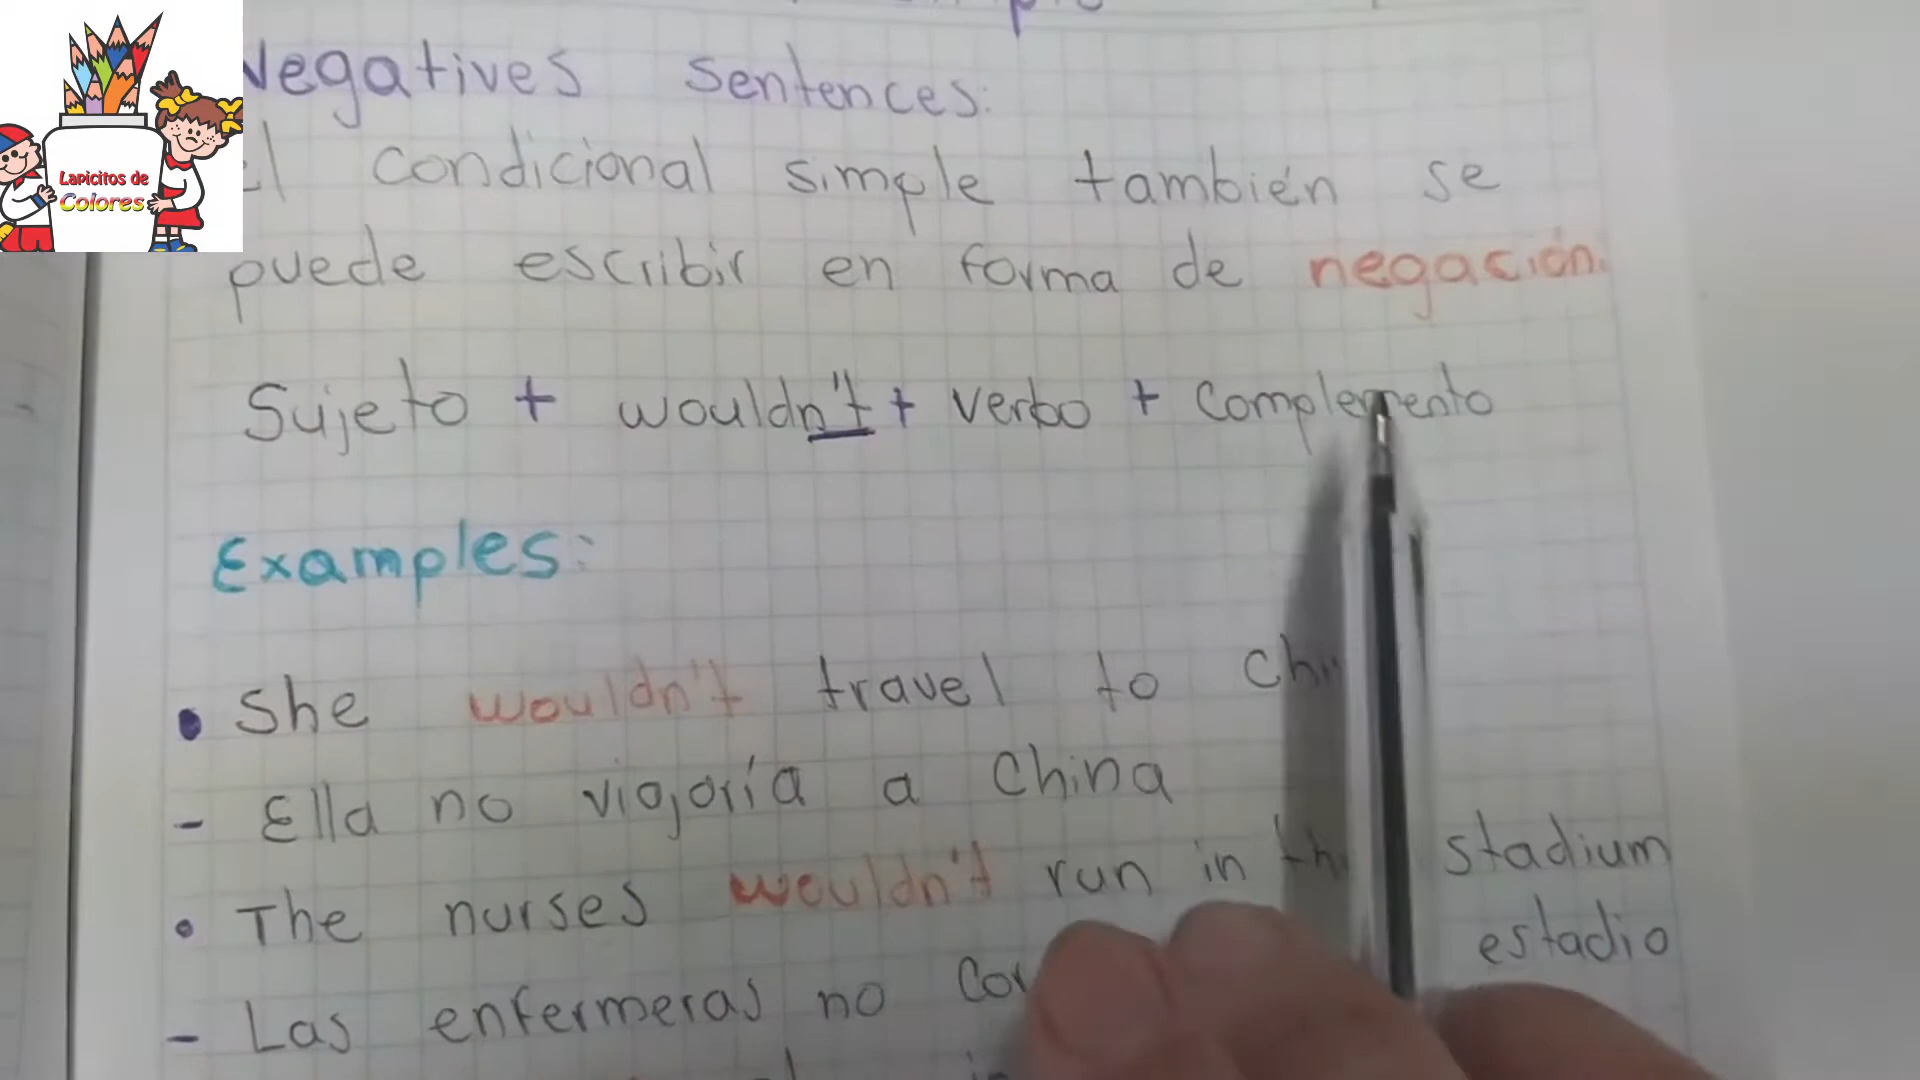 Negatives sentences:
El condicional simple también se
puede escribir en forma de negación.
Sujeto + wouldn't + verbo + complemento
Examples:
• She wouldn't travel to
- Ella no viajaría a China
• The nurses wouldn't run in stadium
- Las enfermeras no estadio
Lapicitos de
Colores